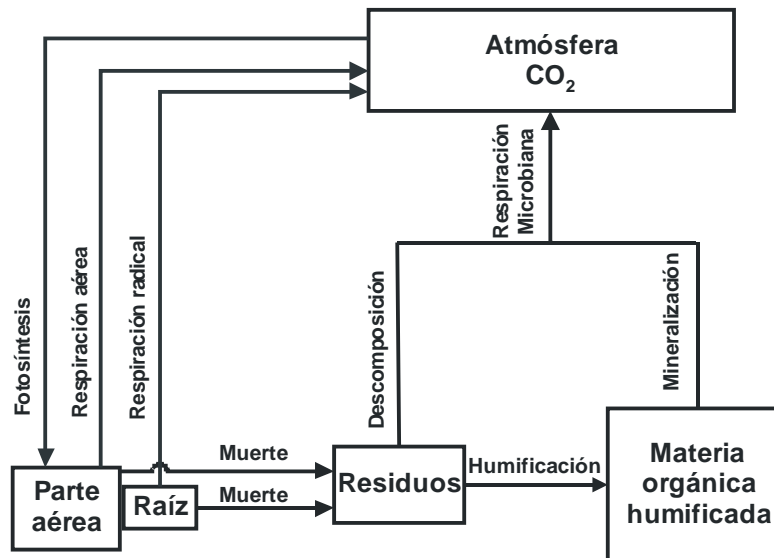 Atmósfera
CO₂
Fotosíntesis
Respiración aérea
Respiración radical
Respiración
Microbiana
Descomposición
Mineralización
Muerte
Muerte
Humificación
Parte
aérea
Raíz
Residuos
Materia
orgánica
humificada